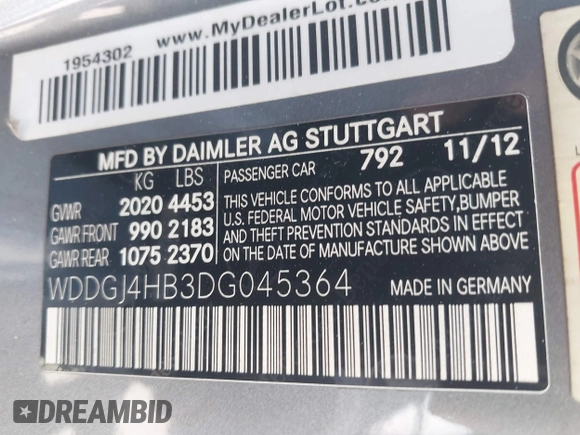 1954302
www.MyDealerLot.com
MFD BY DAIMLER AG STUTTGART
KG LBS PASSENGER CAR 792 11/12
GVWR 2020 4453
GAWR FRONT 990 2183
GAWR REAR 1075 2370
THIS VEHICLE CONFORMS TO ALL APPLICABLE
U.S. FEDERAL MOTOR VEHICLE SAFETY, BUMPER
AND THEFT PREVENTION STANDARDS IN EFFECT
ON THE DATE OF MANUFACTURE SHOWN ABOVE
WDDGJ4HB3DG045364 MADE IN GERMANY
DREAMBID